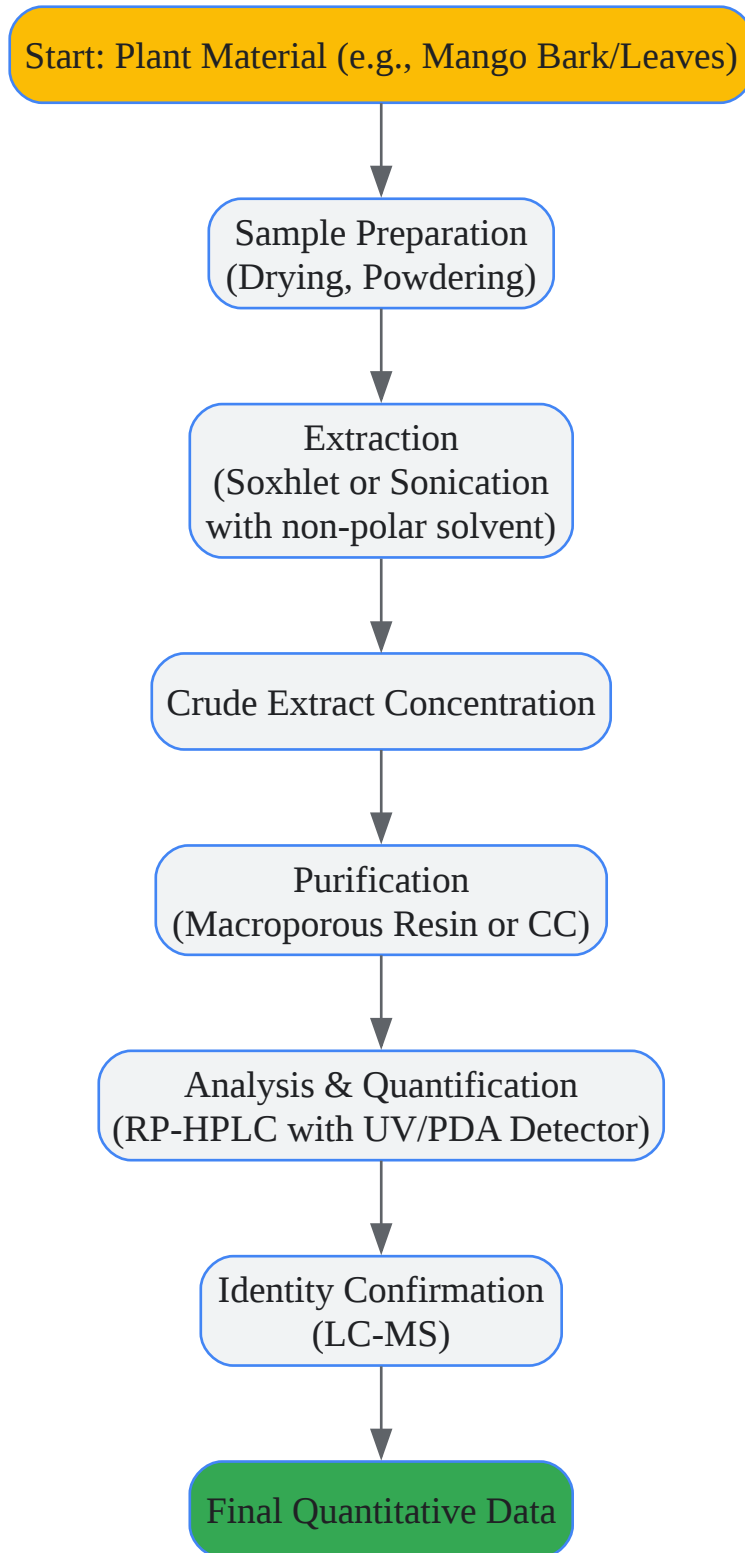 Start: Plant Material (e.g., Mango Bark/Leaves)
Sample Preparation
(Drying, Powdering)
Extraction
(Soxhlet or Sonication
with non-polar solvent)
Crude Extract Concentration
Purification
(Macroporous Resin or CC)
Analysis & Quantification
(RP-HPLC with UV/PDA Detector)
Identity Confirmation
(LC-MS)
Final Quantitative Data